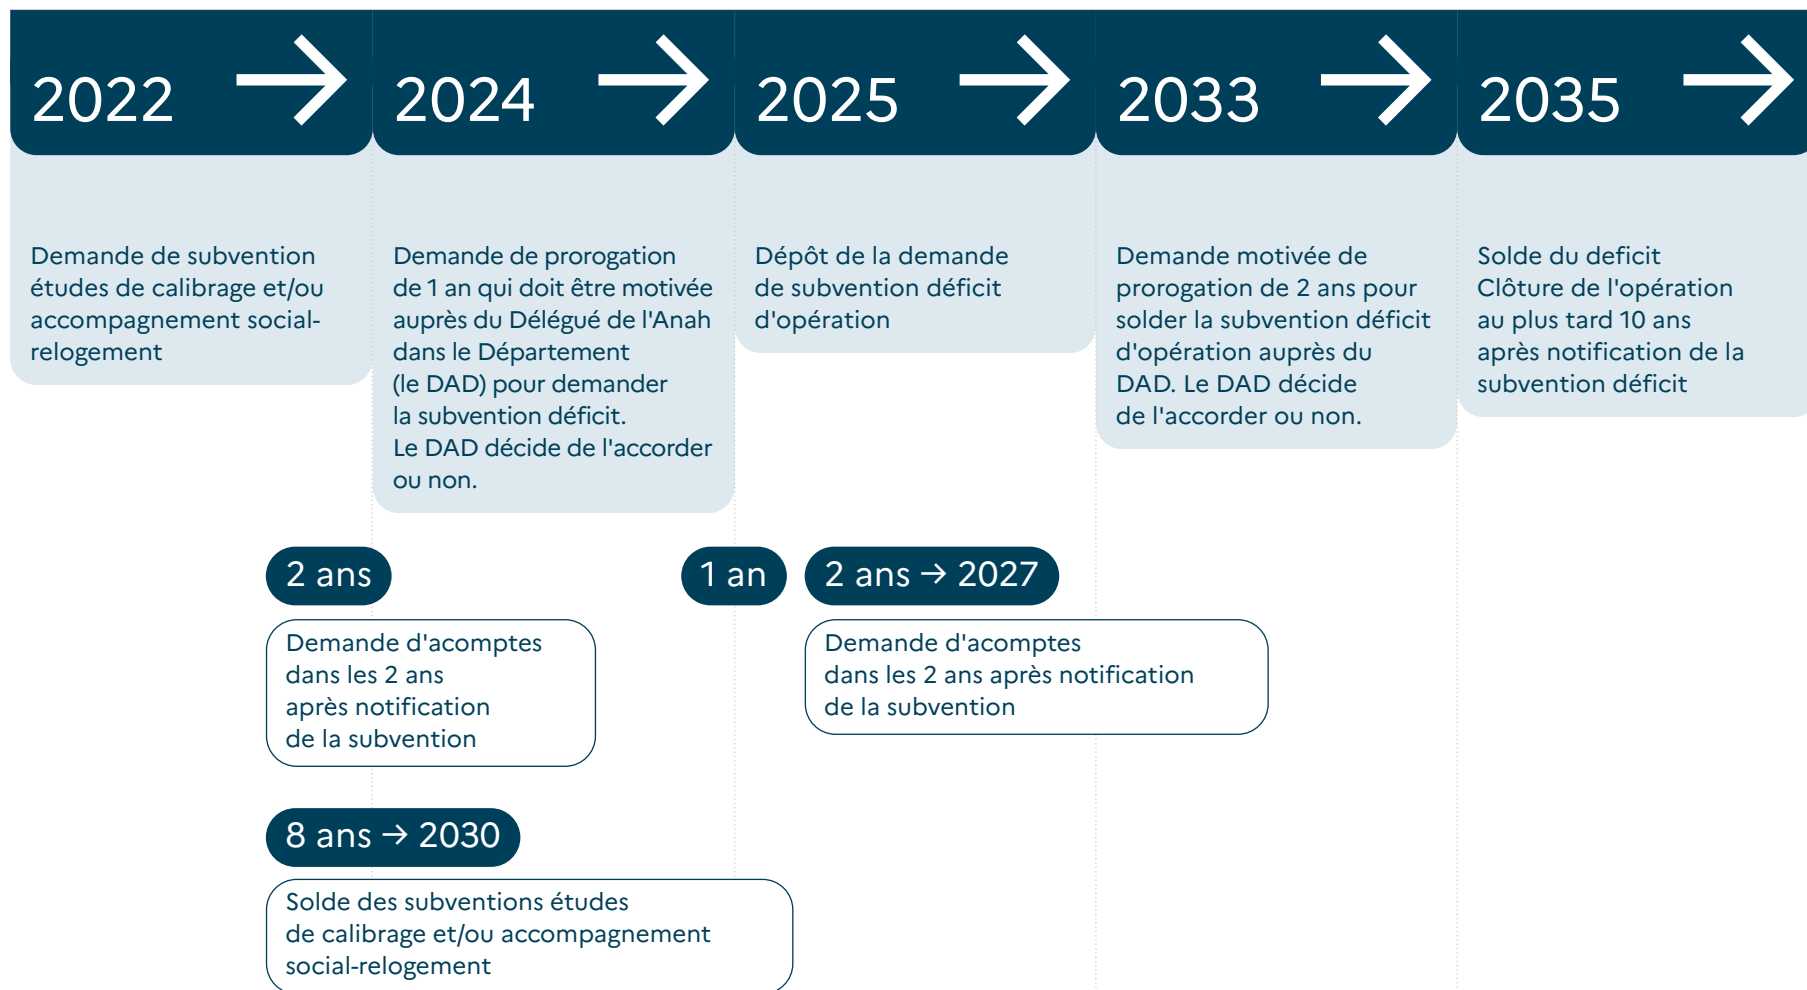 2022 →
Demande de subvention
études de calibrage et/ou
accompagnement social-
relogement
2024 →
Demande de prorogation
de 1 an qui doit être motivée
auprès du Délégué de l'Anah
dans le Département
(le DAD) pour demander
la subvention déficit.
Le DAD décide de l'accorder
ou non.
2025 →
Dépôt de la demande
de subvention déficit
d'opération
2033 →
Demande motivée de
prorogation de 2 ans pour
solder la subvention déficit
d'opération auprès du
DAD. Le DAD décide
de l'accorder ou non.
2035 →
Solde du deficit
Clôture de l'opération
au plus tard 10 ans
après notification de la
subvention déficit
2 ans
Demande d'acomptes
dans les 2 ans
après notification
de la subvention
1 an
2 ans → 2027
Demande d'acomptes
dans les 2 ans après notification
de la subvention
8 ans → 2030
Solde des subventions études
de calibrage et/ou accompagnement
social-relogement